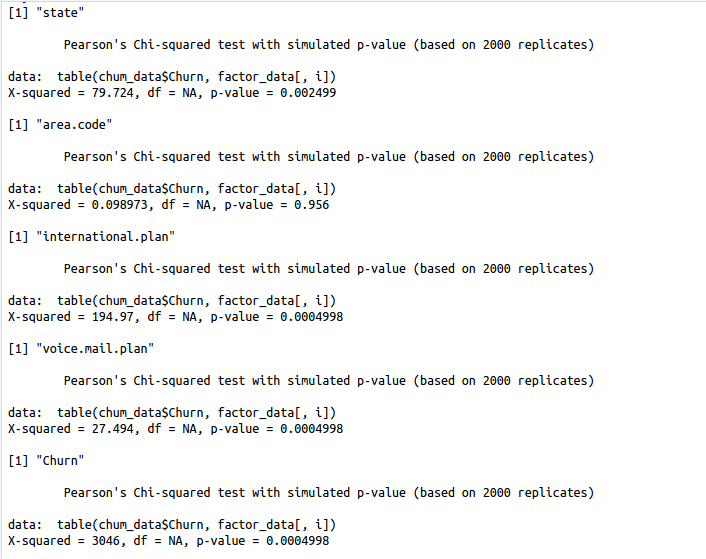 [1] "state"
Pearson's Chi-squared test with simulated p-value (based on 2000 replicates)
data:  table(chum_data$Churn, factor_data[, i])
X-squared = 79.724, df = NA, p-value = 0.002499
[1] "area.code"
Pearson's Chi-squared test with simulated p-value (based on 2000 replicates)
data:  table(chum_data$Churn, factor_data[, i])
X-squared = 0.098973, df = NA, p-value = 0.956
[1] "international.plan"
Pearson's Chi-squared test with simulated p-value (based on 2000 replicates)
data:  table(chum_data$Churn, factor_data[, i])
X-squared = 194.97, df = NA, p-value = 0.0004998
[1] "voice.mail.plan"
Pearson's Chi-squared test with simulated p-value (based on 2000 replicates)
data:  table(chum_data$Churn, factor_data[, i])
X-squared = 27.494, df = NA, p-value = 0.0004998
[1] "Churn"
Pearson's Chi-squared test with simulated p-value (based on 2000 replicates)
data:  table(chum_data$Churn, factor_data[, i])
X-squared = 3046, df = NA, p-value = 0.0004998